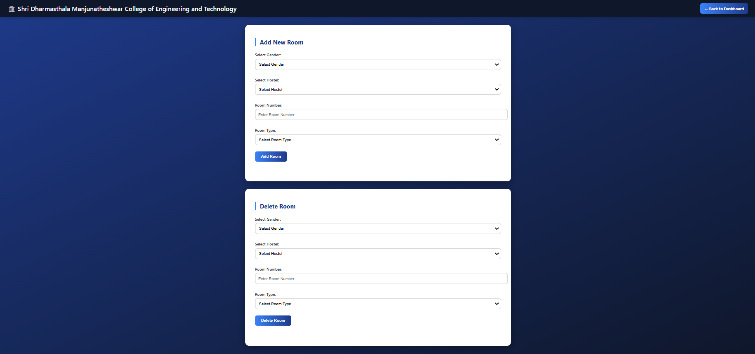 Shri Dharmasthala Manjunatheshwar College of Engineering and Technology
← Back to Dashboard
Add New Room
Select Gender:
Select Gender
Select Hostel:
Select Hostel
Room Number:
Enter Room Number
Room Type:
Select Room Type
Add Room
Delete Room
Select Gender:
Select Gender
Select Hostel:
Select Hostel
Room Number:
Enter Room Number
Room Type:
Select Room Type
Delete Room